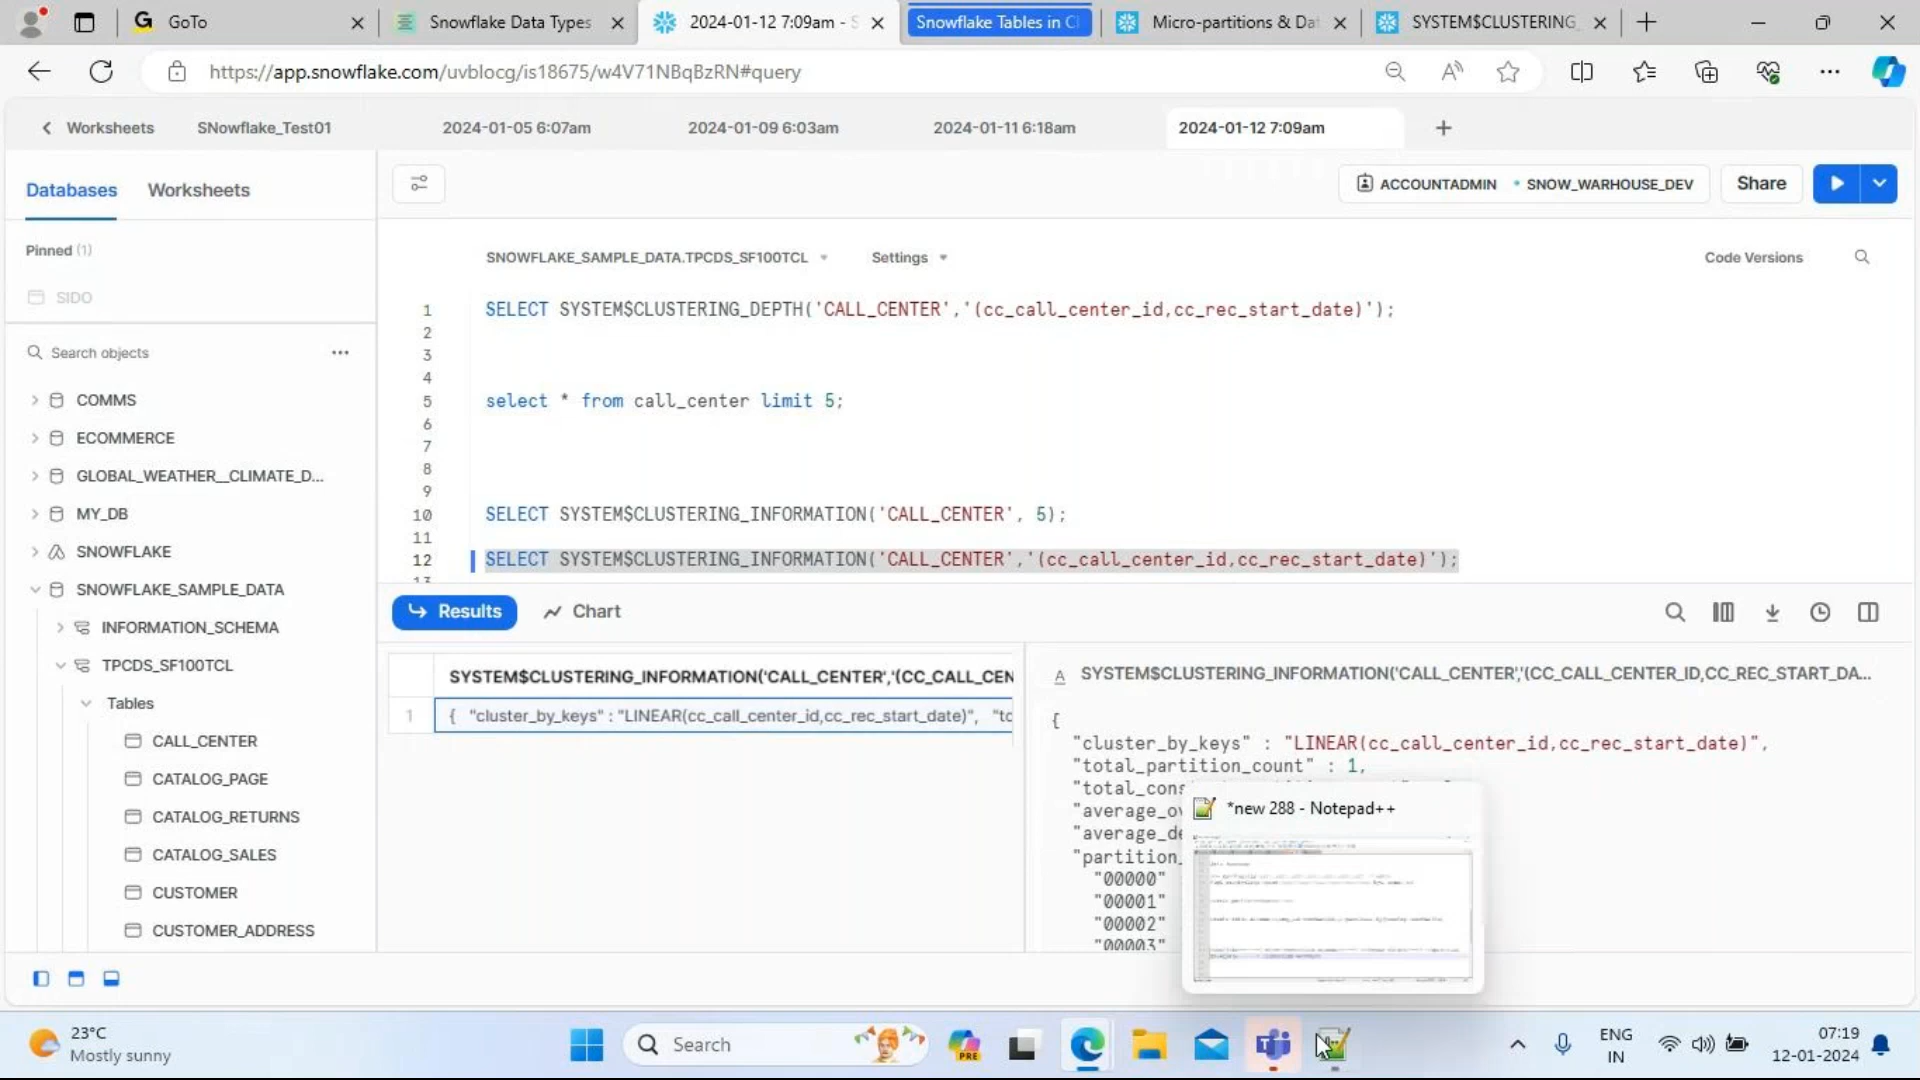 GoTo
Snowflake Data Types
2024-01-12 7:09am - S
Snowflake Tables in Cl
Micro-partitions & Dat
SYSTEM$CLUSTERING_
https://app.snowflake.com/uvblocg/is18675/w4V71NBqBzRN#query
Worksheets
SNowflake_Test01
2024-01-05 6:07am
2024-01-09 6:03am
2024-01-11 6:18am
2024-01-12 7:09am
Databases
Worksheets
ACCOUNTADMIN
SNOW_WARHOUSE_DEV
Share
Pinned (1)
SIDO
SNOWFLAKE_SAMPLE_DATA.TPCDS_SF100TCL
Settings
Code Versions
Search objects
COMMS
ECOMMERCE
GLOBAL_WEATHER__CLIMATE_D...
MY_DB
SNOWFLAKE
SNOWFLAKE_SAMPLE_DATA
INFORMATION_SCHEMA
TPCDS_SF100TCL
Tables
CALL_CENTER
CATALOG_PAGE
CATALOG_RETURNS
CATALOG_SALES
CUSTOMER
CUSTOMER_ADDRESS
1 SELECT SYSTEM$CLUSTERING_DEPTH('CALL_CENTER','(cc_call_center_id,cc_rec_start_date)');
2
3
4
5 select * from call_center limit 5;
6
7
8
9
10 SELECT SYSTEM$CLUSTERING_INFORMATION('CALL_CENTER', 5);
11
12 SELECT SYSTEM$CLUSTERING_INFORMATION('CALL_CENTER','(cc_call_center_id,cc_rec_start_date)');
13
Results
Chart
SYSTEM$CLUSTERING_INFORMATION('CALL_CENTER','(CC_CALL_CEN
1 { "cluster_by_keys" : "LINEAR(cc_call_center_id,cc_rec_start_date)", "to
A SYSTEM$CLUSTERING_INFORMATION('CALL_CENTER','(CC_CALL_CENTER_ID,CC_REC_START_DA...
{
"cluster_by_keys" : "LINEAR(cc_call_center_id,cc_rec_start_date)",
"total_partition_count" : 1,
"total_cons
"average_ov
"average_de
"partition_
"00000"
"00001"
"00002"
"00003"
*new 288 - Notepad++
23°C
Mostly sunny
Search
PRE
ENG
IN
07:19
12-01-2024